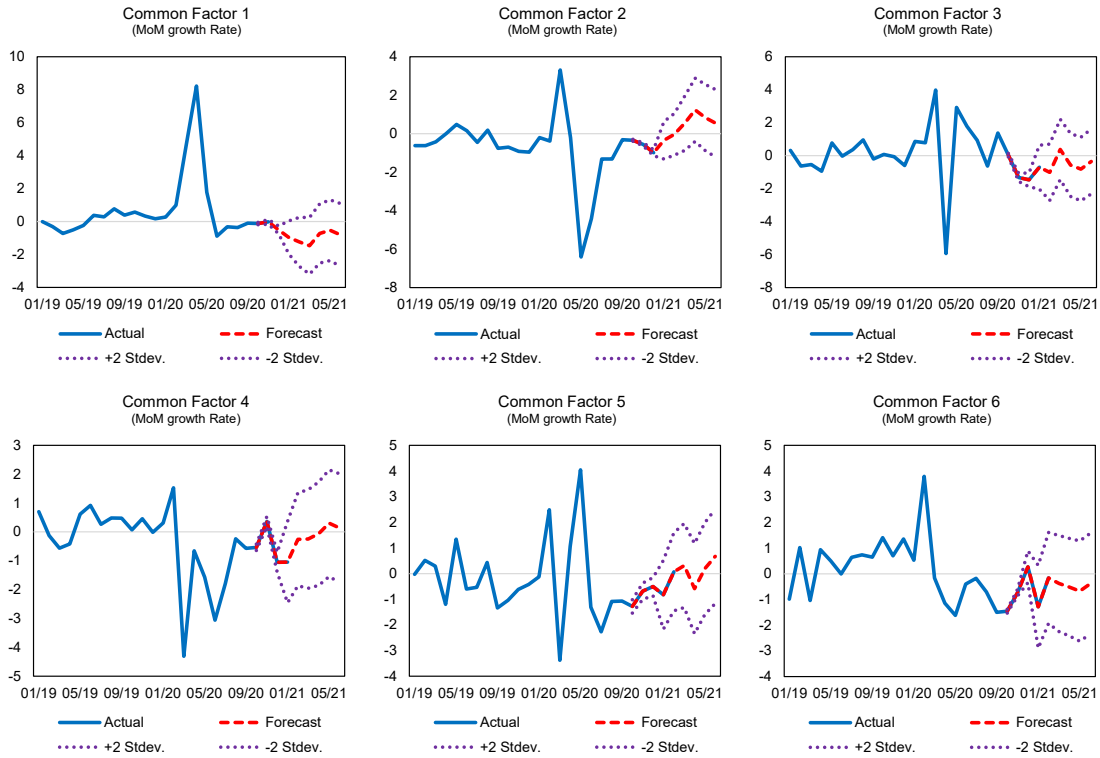 Common Factor 1
(MoM growth Rate)
10
8
6
4
2
0
-2
-4
01/19 05/19 09/19 01/20 05/20 09/20 01/21 05/21
Actual Forecast
+2 Stdev. -2 Stdev.
Common Factor 2
(MoM growth Rate)
4
2
0
-2
-4
-6
-8
01/19 05/19 09/19 01/20 05/20 09/20 01/21 05/21
Actual Forecast
+2 Stdev. -2 Stdev.
Common Factor 3
(MoM growth Rate)
6
4
2
0
-2
-4
-6
-8
01/19 05/19 09/19 01/20 05/20 09/20 01/21 05/21
Actual Forecast
+2 Stdev. -2 Stdev.
Common Factor 4
(MoM growth Rate)
3
2
1
0
-1
-2
-3
-4
-5
01/19 05/19 09/19 01/20 05/20 09/20 01/21 05/21
Actual Forecast
+2 Stdev. -2 Stdev.
Common Factor 5
(MoM growth Rate)
5
4
3
2
1
0
-1
-2
-3
-4
01/19 05/19 09/19 01/20 05/20 09/20 01/21 05/21
Actual Forecast
+2 Stdev. -2 Stdev.
Common Factor 6
(MoM growth Rate)
5
4
3
2
1
0
-1
-2
-3
-4
01/19 05/19 09/19 01/20 05/20 09/20 01/21 05/21
Actual Forecast
+2 Stdev. -2 Stdev.